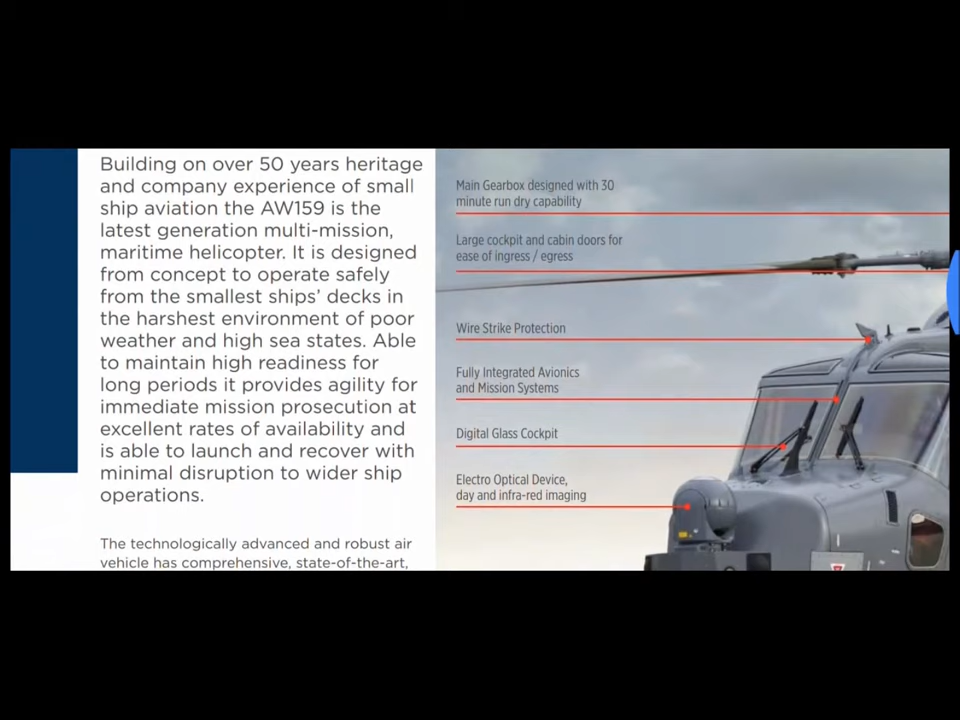 Building on over 50 years heritage
and company experience of small
ship aviation the AW159 is the
latest generation multi-mission,
maritime helicopter. It is designed
from concept to operate safely
from the smallest ships' decks in
the harshest environment of poor
weather and high sea states. Able
to maintain high readiness for
long periods it provides agility for
immediate mission prosecution at
excellent rates of availability and
is able to launch and recover with
minimal disruption to wider ship
operations.
The technologically advanced and robust air
vehicle has comprehensive, state-of-the-art,
Main Gearbox designed with 30
minute run dry capability
Large cockpit and cabin doors for
ease of ingress / egress
Wire Strike Protection
Fully Integrated Avionics
and Mission Systems
Digital Glass Cockpit
Electro Optical Device,
day and infra-red imaging